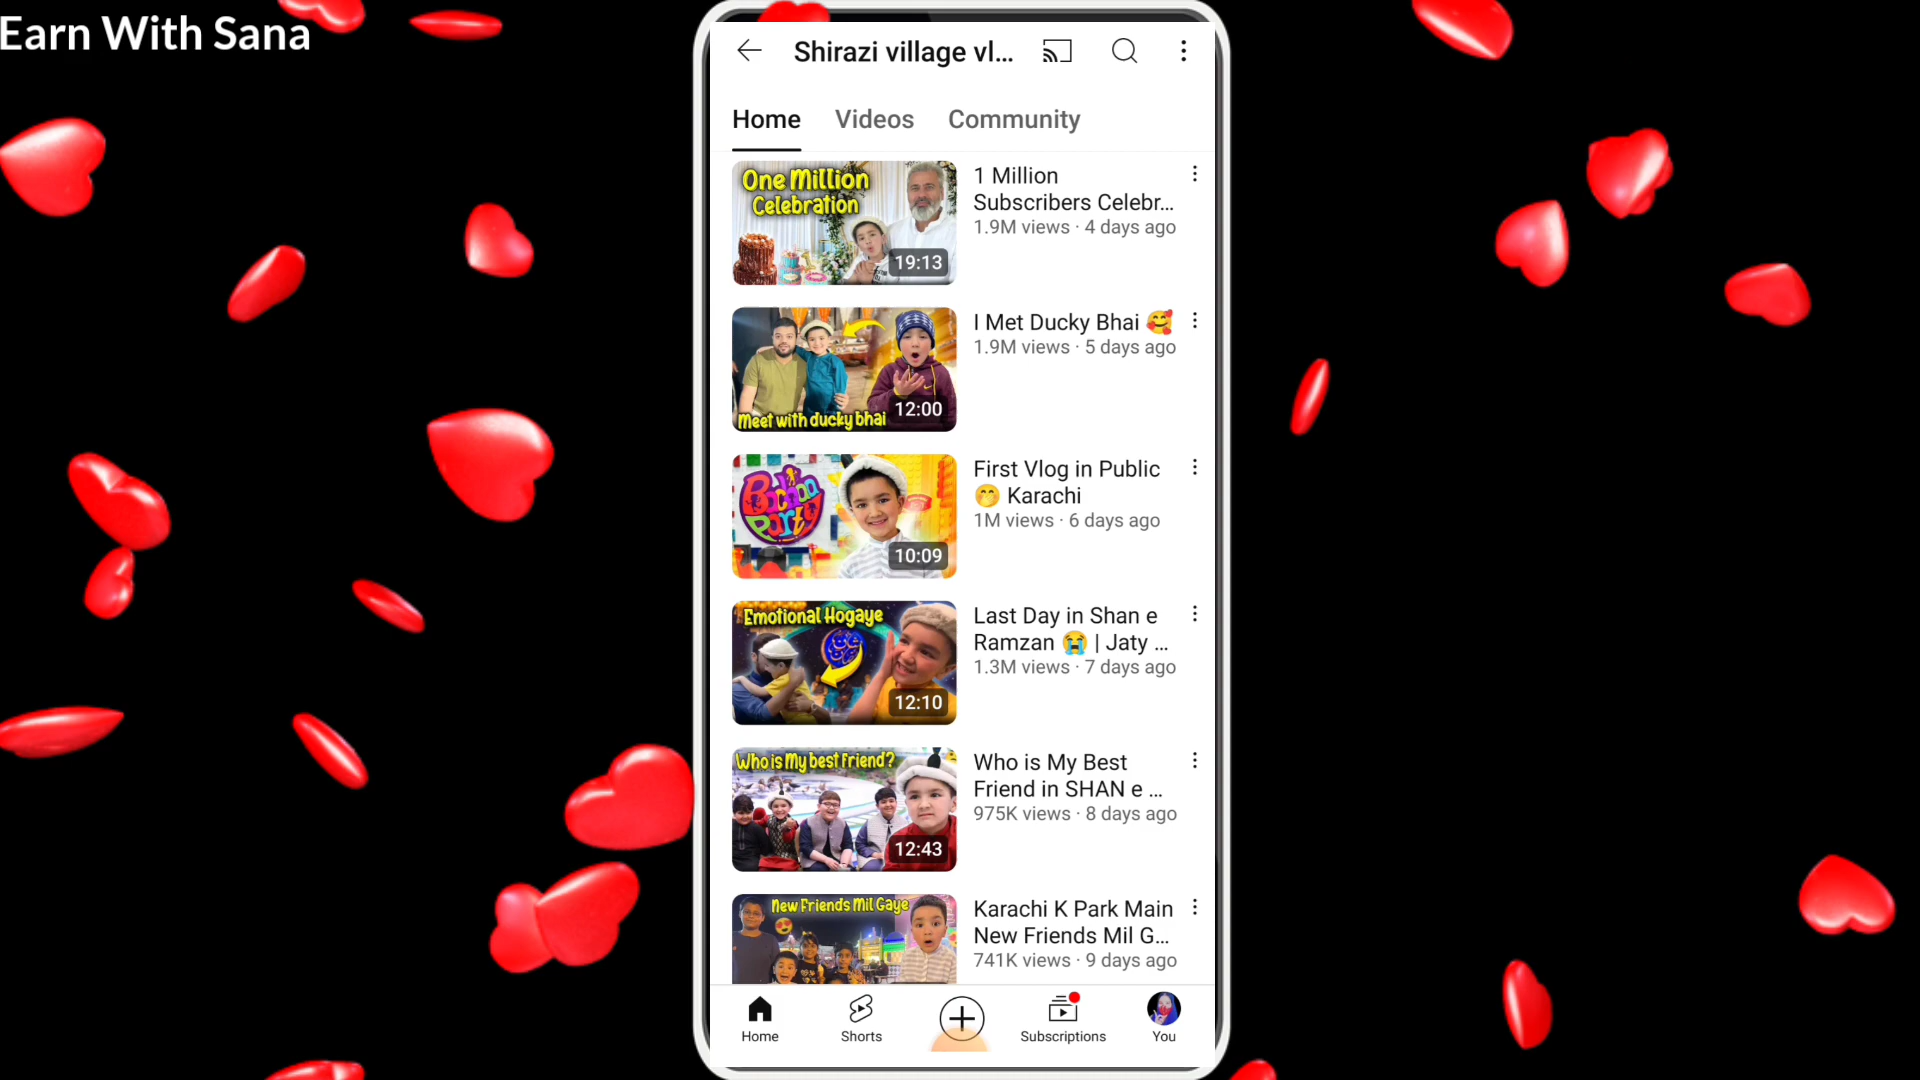 Earn With Sana
Shirazi village vl...
Home Videos Community
One Million
Celebration
19:13
1 Million
Subscribers Celebr...
1.9M views · 4 days ago
Meet with ducky bhai
12:00
I Met Ducky Bhai 🥰
1.9M views · 5 days ago
Bachaa
Party
10:09
First Vlog in Public
🤭 Karachi
1M views · 6 days ago
Emotional Hogaye
12:10
Last Day in Shan e
Ramzan 😭 | Jaty ...
1.3M views · 7 days ago
Who is My best Friend?
12:43
Who is My Best
Friend in SHAN e ...
975K views · 8 days ago
New Friends Mil Gaye
Karachi K Park Main
New Friends Mil G...
741K views · 9 days ago
Home Shorts Subscriptions You